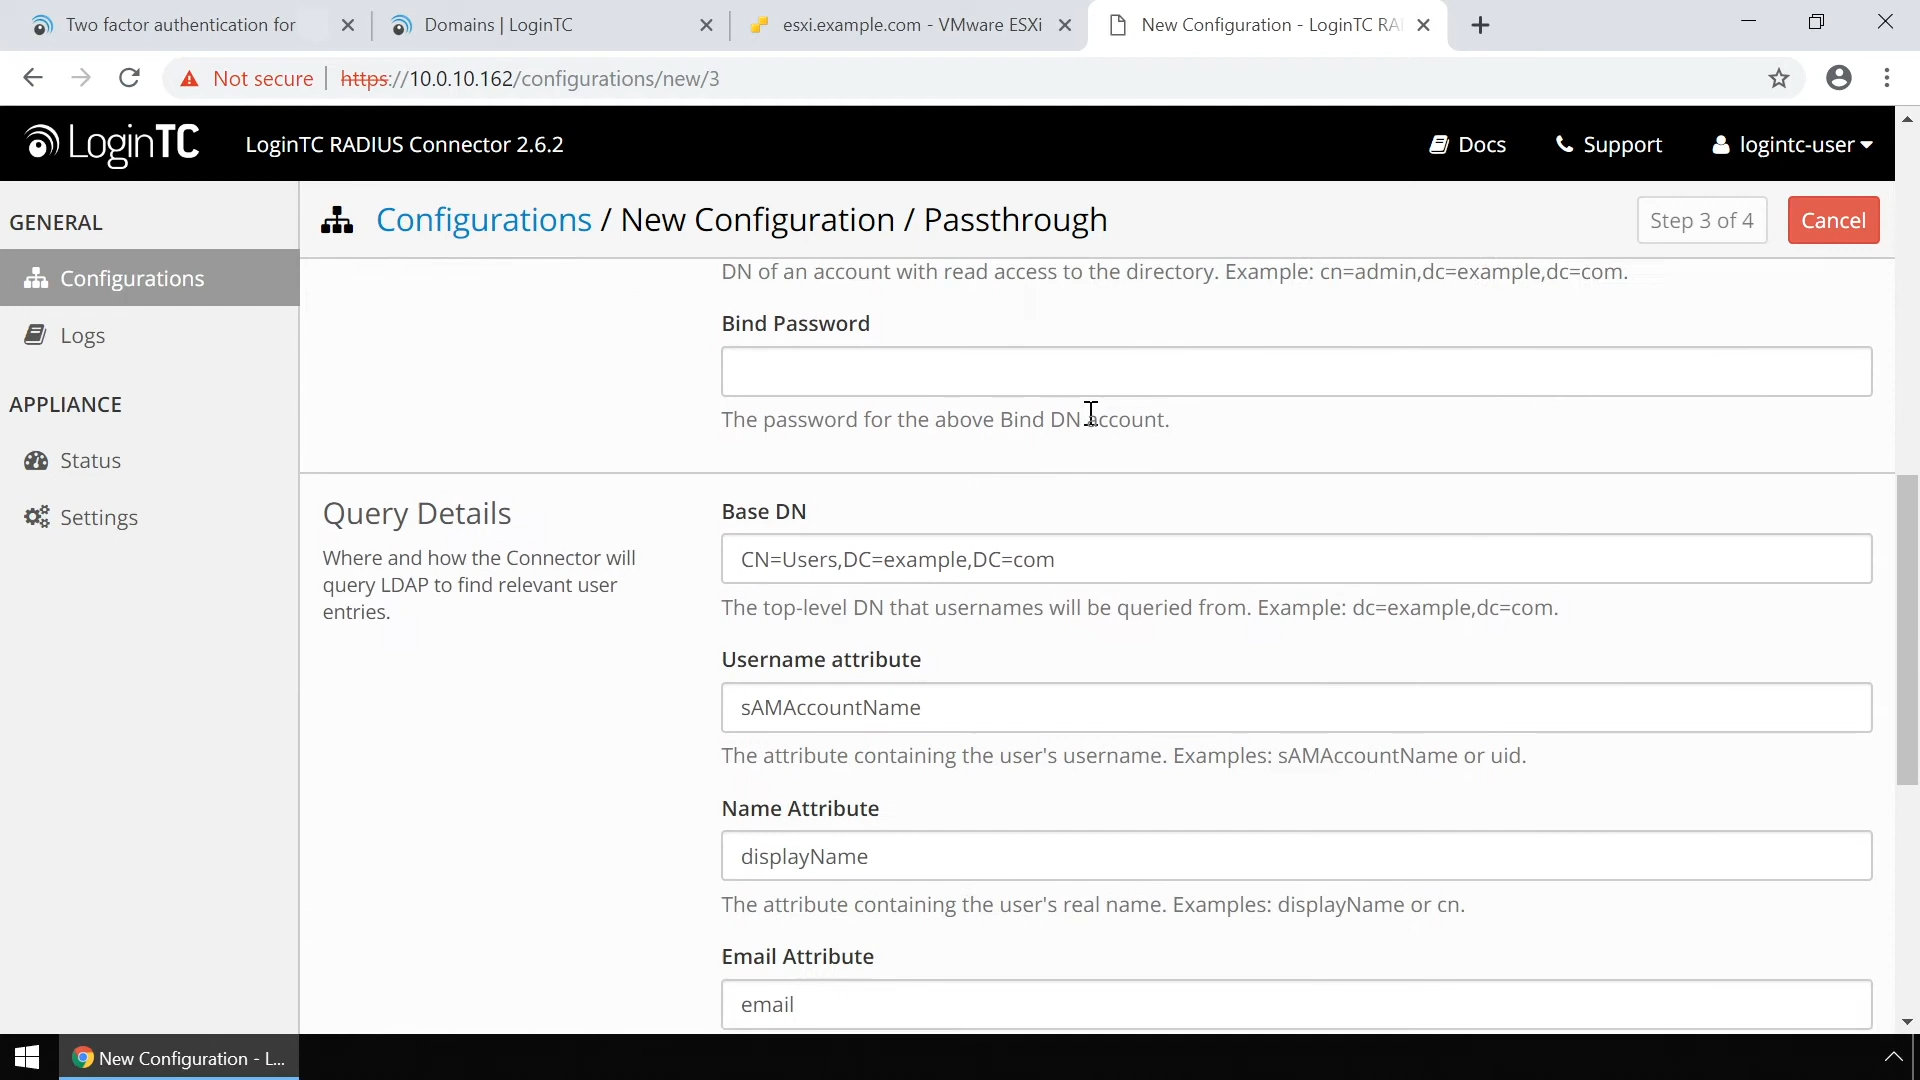 Two factor authentication for
Domains | LoginTC
esxi.example.com - VMware ESXi
New Configuration - LoginTC RA
Not secure
https://10.0.10.162/configurations/new/3
LoginTC
LoginTC RADIUS Connector 2.6.2
Docs
Support
logintc-user
GENERAL
Configurations
Logs
APPLIANCE
Status
Settings
Configurations / New Configuration / Passthrough
Step 3 of 4
Cancel
DN of an account with read access to the directory. Example: cn=admin,dc=example,dc=com.
Bind Password
The password for the above Bind DN account.
Query Details
Where and how the Connector will
query LDAP to find relevant user
entries.
Base DN
CN=Users,DC=example,DC=com
The top-level DN that usernames will be queried from. Example: dc=example,dc=com.
Username attribute
sAMAccountName
The attribute containing the user's username. Examples: sAMAccountName or uid.
Name Attribute
displayName
The attribute containing the user's real name. Examples: displayName or cn.
Email Attribute
email
New Configuration - L...